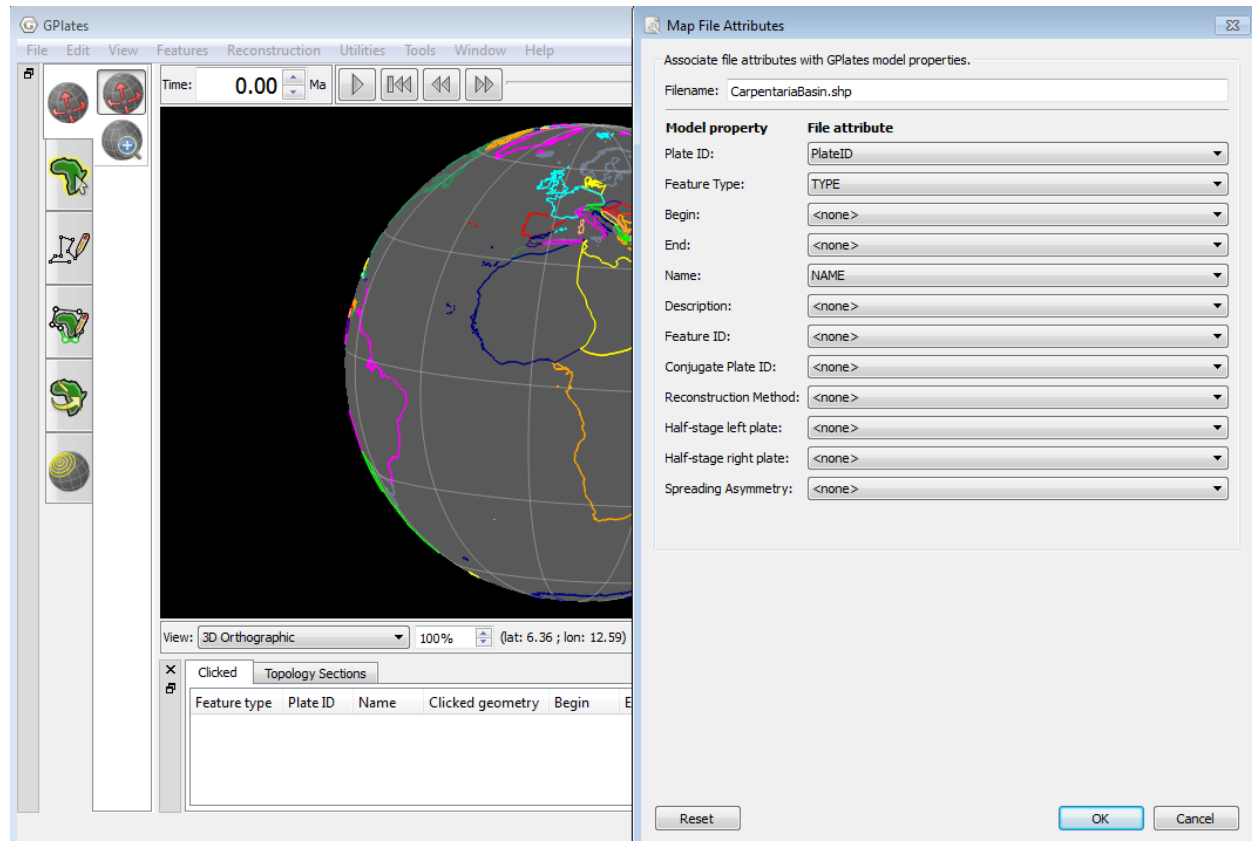 GPlates
File Edit View Features Reconstruction Utilities Tools Window Help
Time: 0.00 Ma
View: 3D Orthographic 100% (lat: 6.36 ; lon: 12.59)
Clicked Topology Sections
Feature type Plate ID Name Clicked geometry Begin E
Map File Attributes
Associate file attributes with GPlates model properties.
Filename: CarpentariaBasin.shp
Model property File attribute
Plate ID: PlateID
Feature Type: TYPE
Begin: <none>
End: <none>
Name: NAME
Description: <none>
Feature ID: <none>
Conjugate Plate ID: <none>
Reconstruction Method: <none>
Half-stage left plate: <none>
Half-stage right plate: <none>
Spreading Asymmetry: <none>
Reset OK Cancel